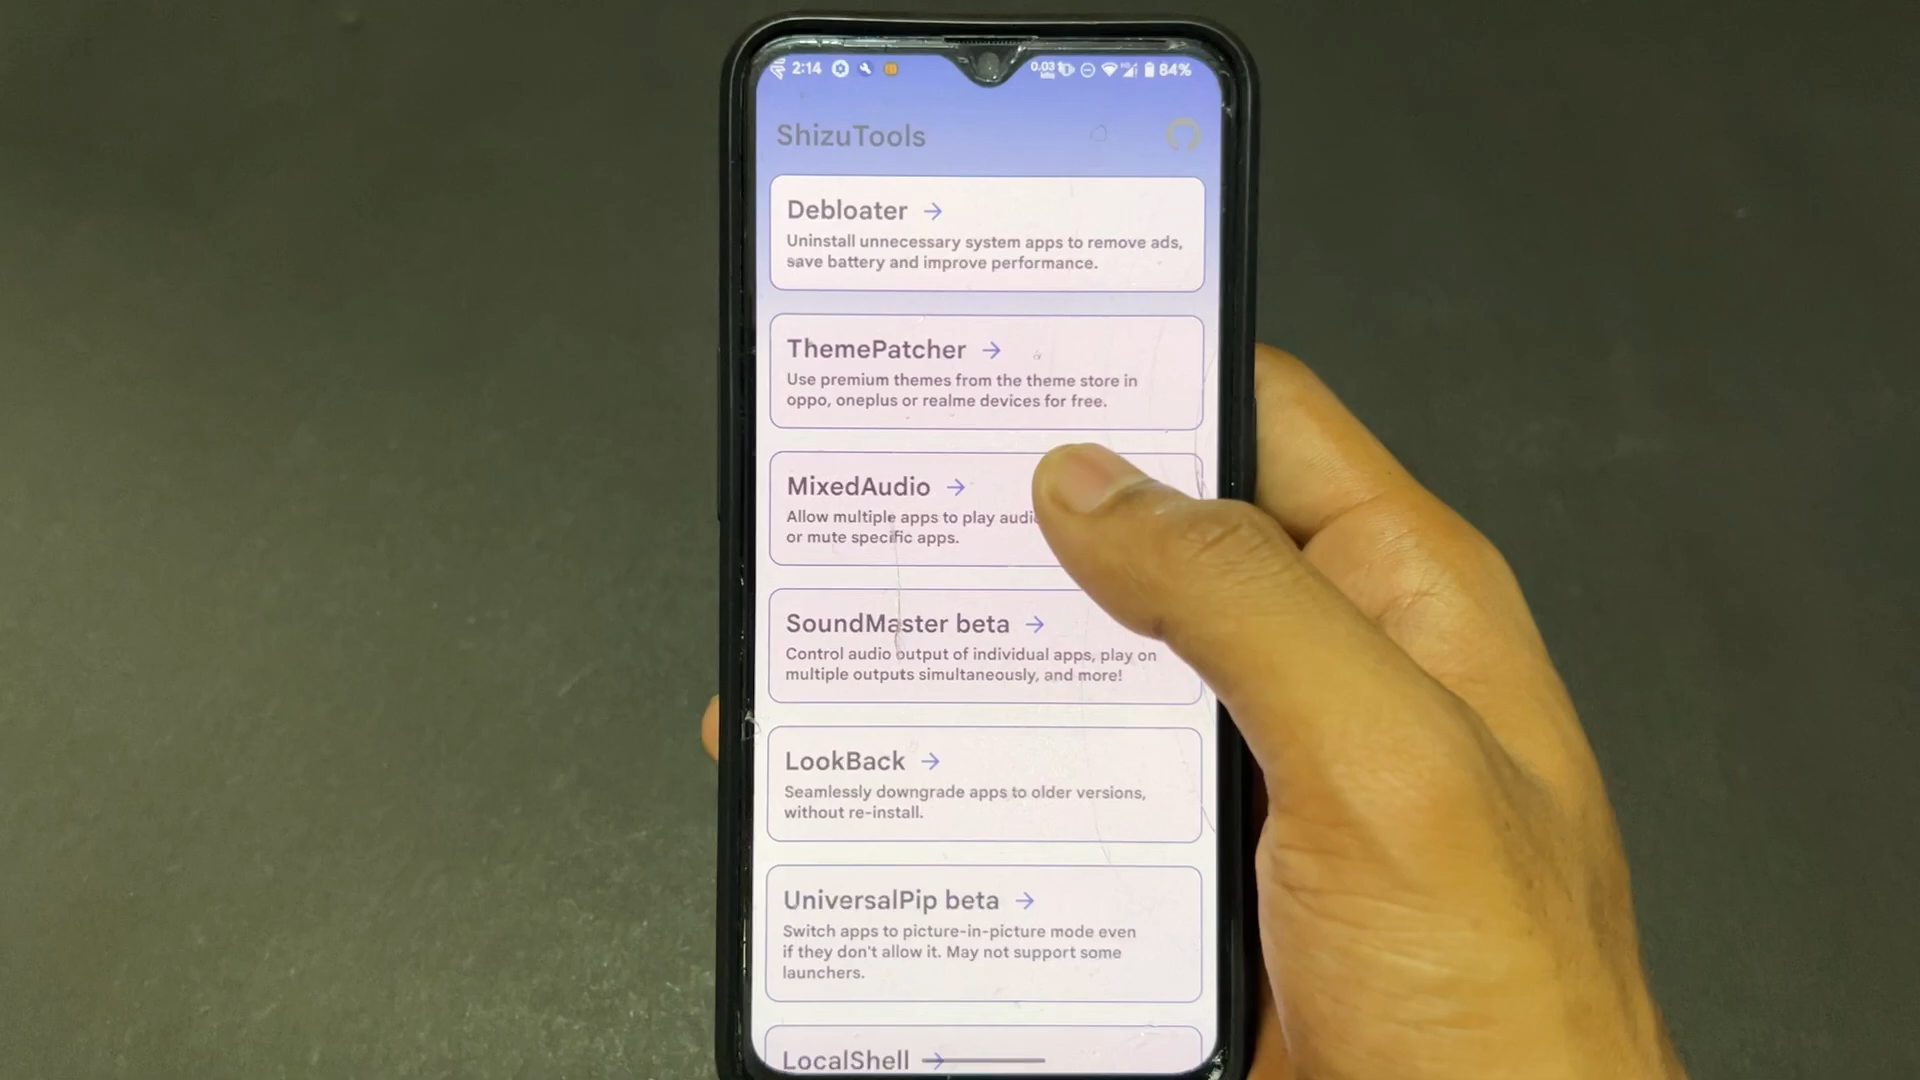 2:14
0.03
84%
ShizuTools
Debloater →
Uninstall unnecessary system apps to remove ads,
save battery and improve performance.
ThemePatcher →
Use premium themes from the theme store in
oppo, oneplus or realme devices for free.
MixedAudio →
Allow multiple apps to play
or mute specific apps.
SoundMaster beta →
Control audio output of individual apps, play on
multiple outputs simultaneously, and more!
LookBack →
Seamlessly downgrade apps to older versions,
without re-install.
UniversalPip beta →
Switch apps to picture-in-picture mode even
if they don't allow it. May not support some
launchers.
LocalShell →